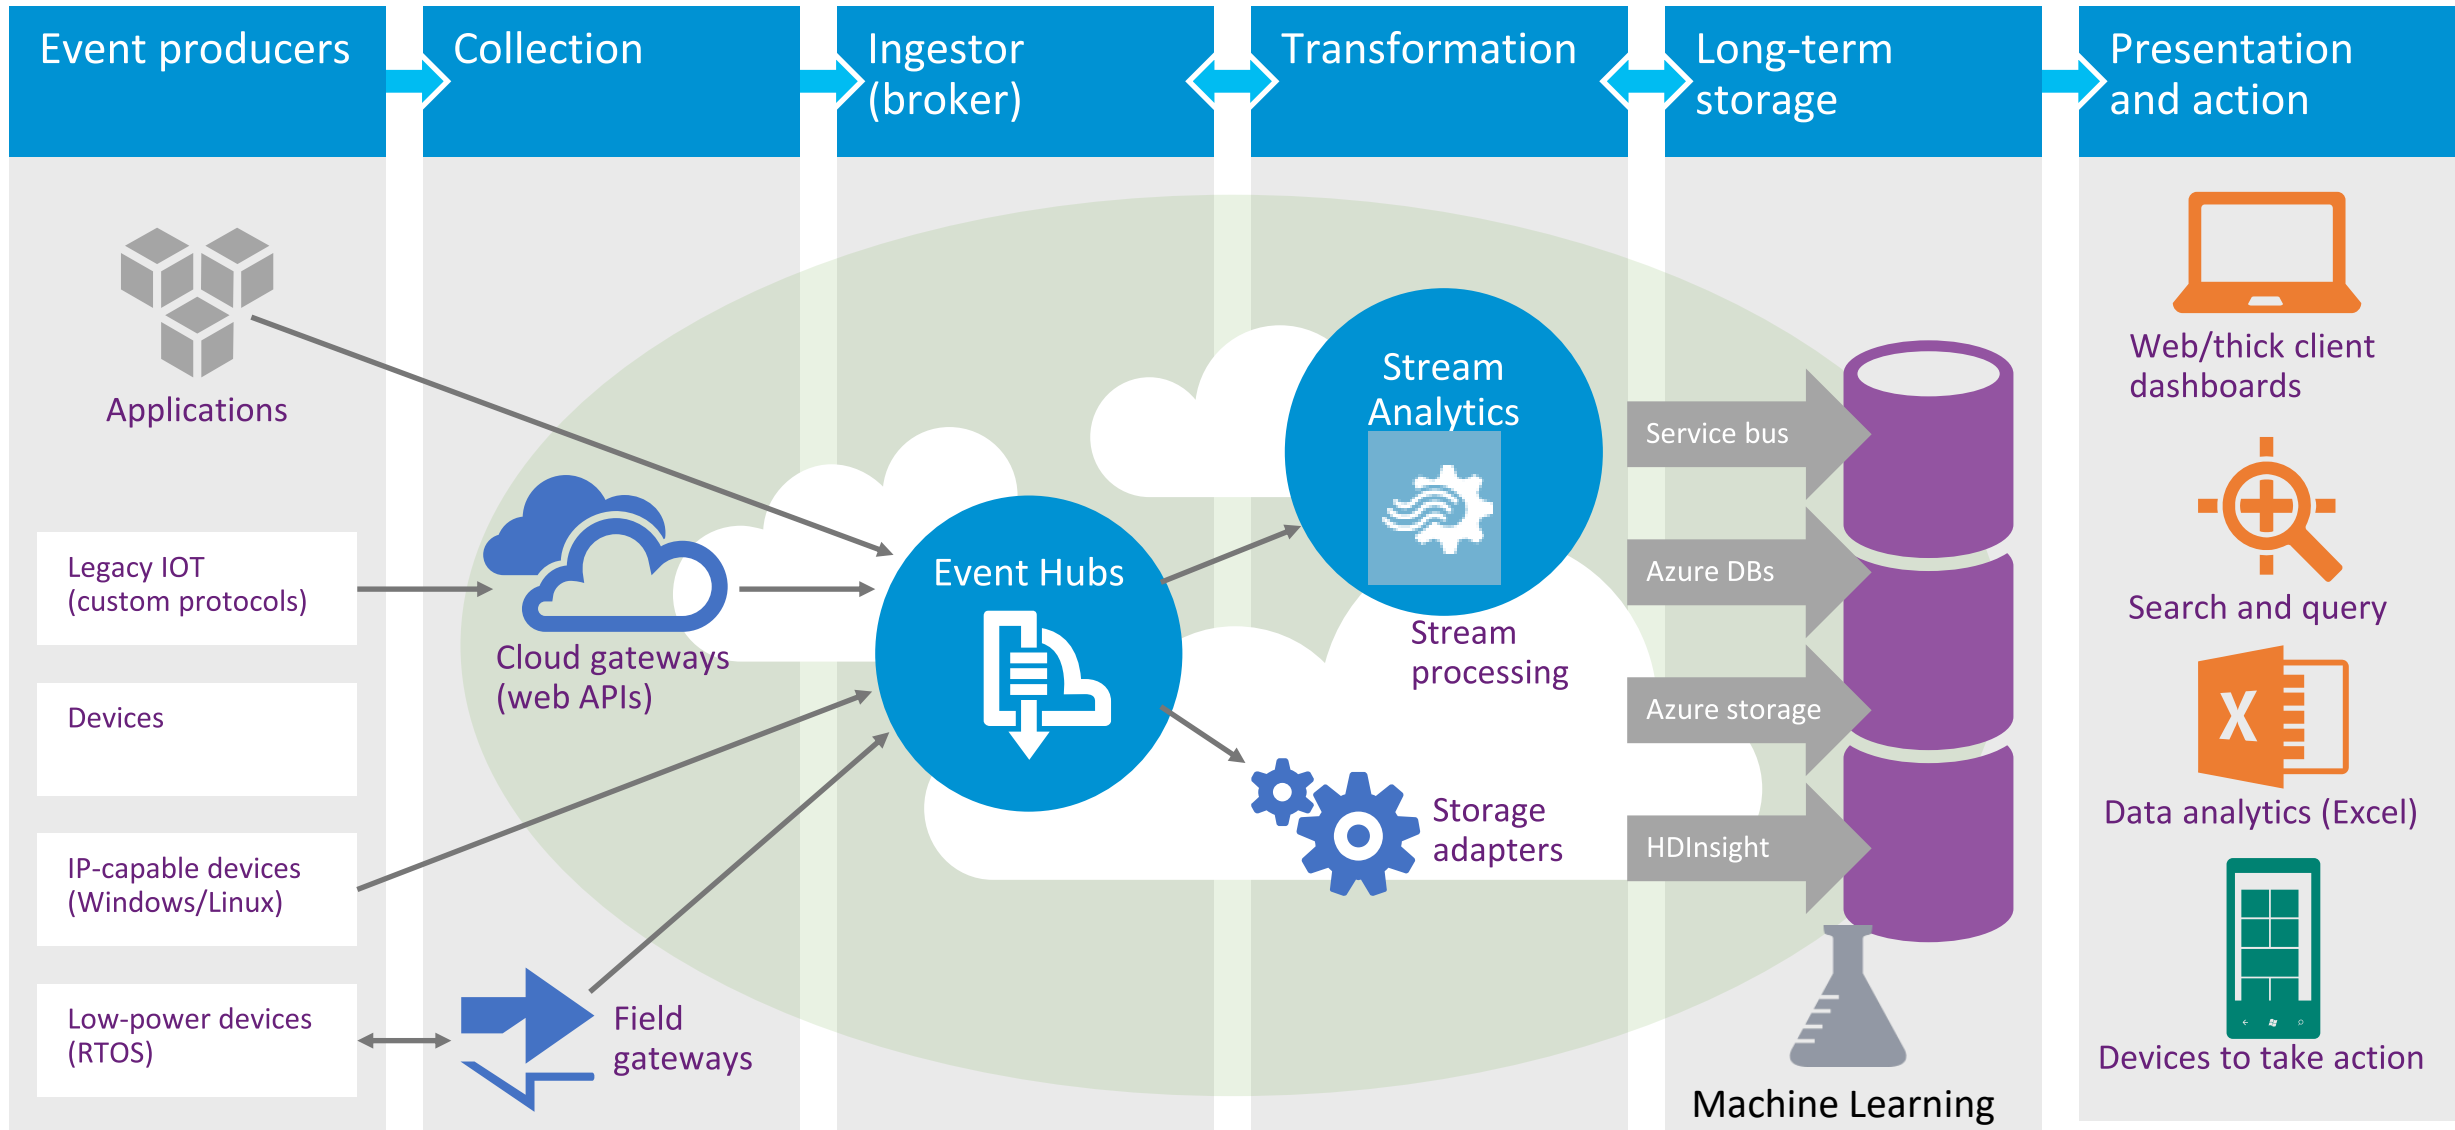 Event producers
Collection
Ingestor
(broker)
Transformation
Long-term
storage
Presentation
and action
Applications
Legacy IOT
(custom protocols)
Devices
IP-capable devices
(Windows/Linux)
Low-power devices
(RTOS)
Cloud gateways
(web APIs)
Field
gateways
Event Hubs
Stream
Analytics
Stream
processing
Storage
adapters
Service bus
Azure DBs
Azure storage
HDInsight
Machine Learning
Web/thick client
dashboards
Search and query
X
Data analytics (Excel)
Devices to take action